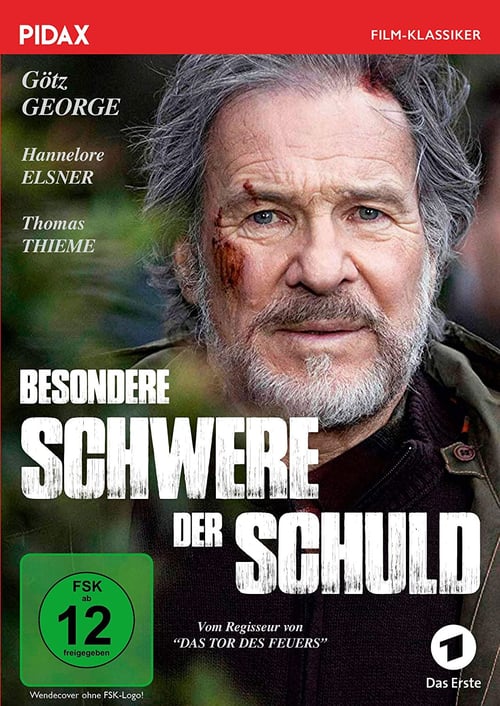 PIDAX
FILM-KLASSIKER
Götz
GEORGE
Hannelore
ELSNER
Thomas
THIEME
BESONDERE
SCHWERE
DER SCHULD
FSK
ab
12
freigegeben
Wendecover ohne FSK-Logo!
Vom Regisseur von
“DAS TOR DES FEUERS”
1
Das Erste